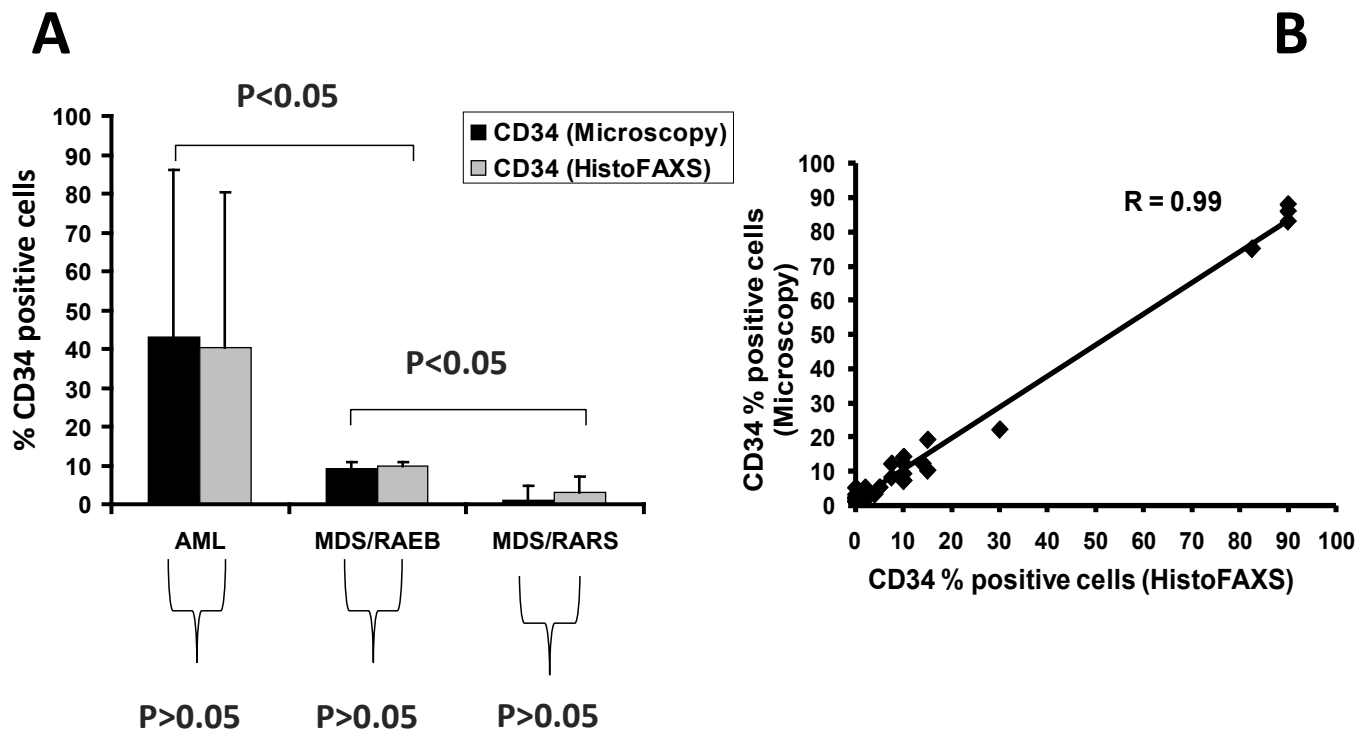 A
P<0.05
CD34 (Microscopy)
CD34 (HistoFAXS)
% CD34 positive cells
100
90
80
70
60
50
40
30
20
10
0
P<0.05
AML
MDS/RAEB
MDS/RARS
P>0.05
P>0.05
P>0.05
B
R = 0.99
CD34 % positive cells
(Microscopy)
100
90
80
70
60
50
40
30
20
10
0
0 10 20 30 40 50 60 70 80 90 100
CD34 % positive cells (HistoFAXS)